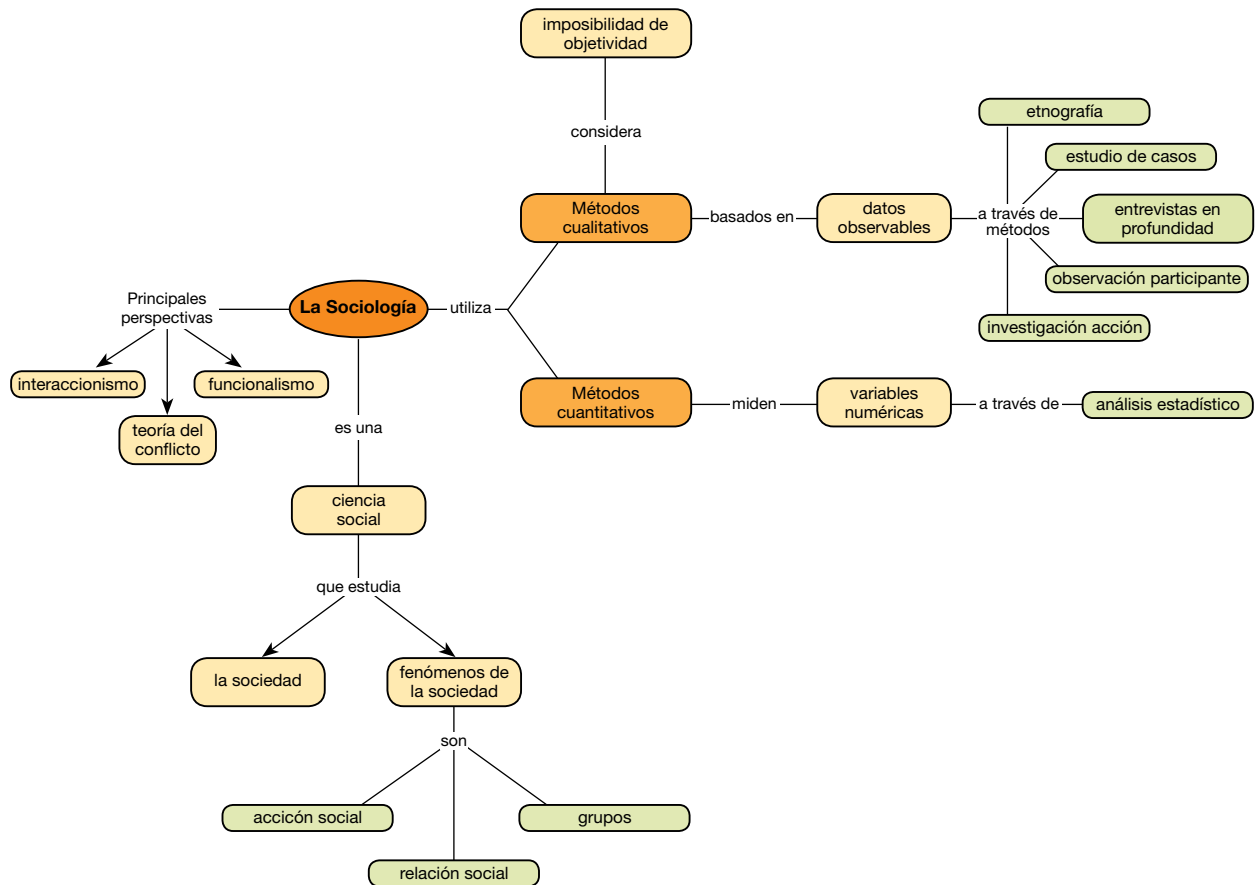 imposibilidad de
objetividad
considera
etnografía
estudio de casos
Métodos
cualitativos
basados en
datos
observables
a través de
métodos
entrevistas en
profundidad
observación participante
investigación acción
Principales
perspectivas
La Sociología
utiliza
interaccionismo
funcionalismo
teoría del
conflicto
Métodos
cuantitativos
miden
variables
numéricas
a través de
análisis estadístico
es una
ciencia
social
que estudia
la sociedad
fenómenos de
la sociedad
son
accicón social
grupos
relación social